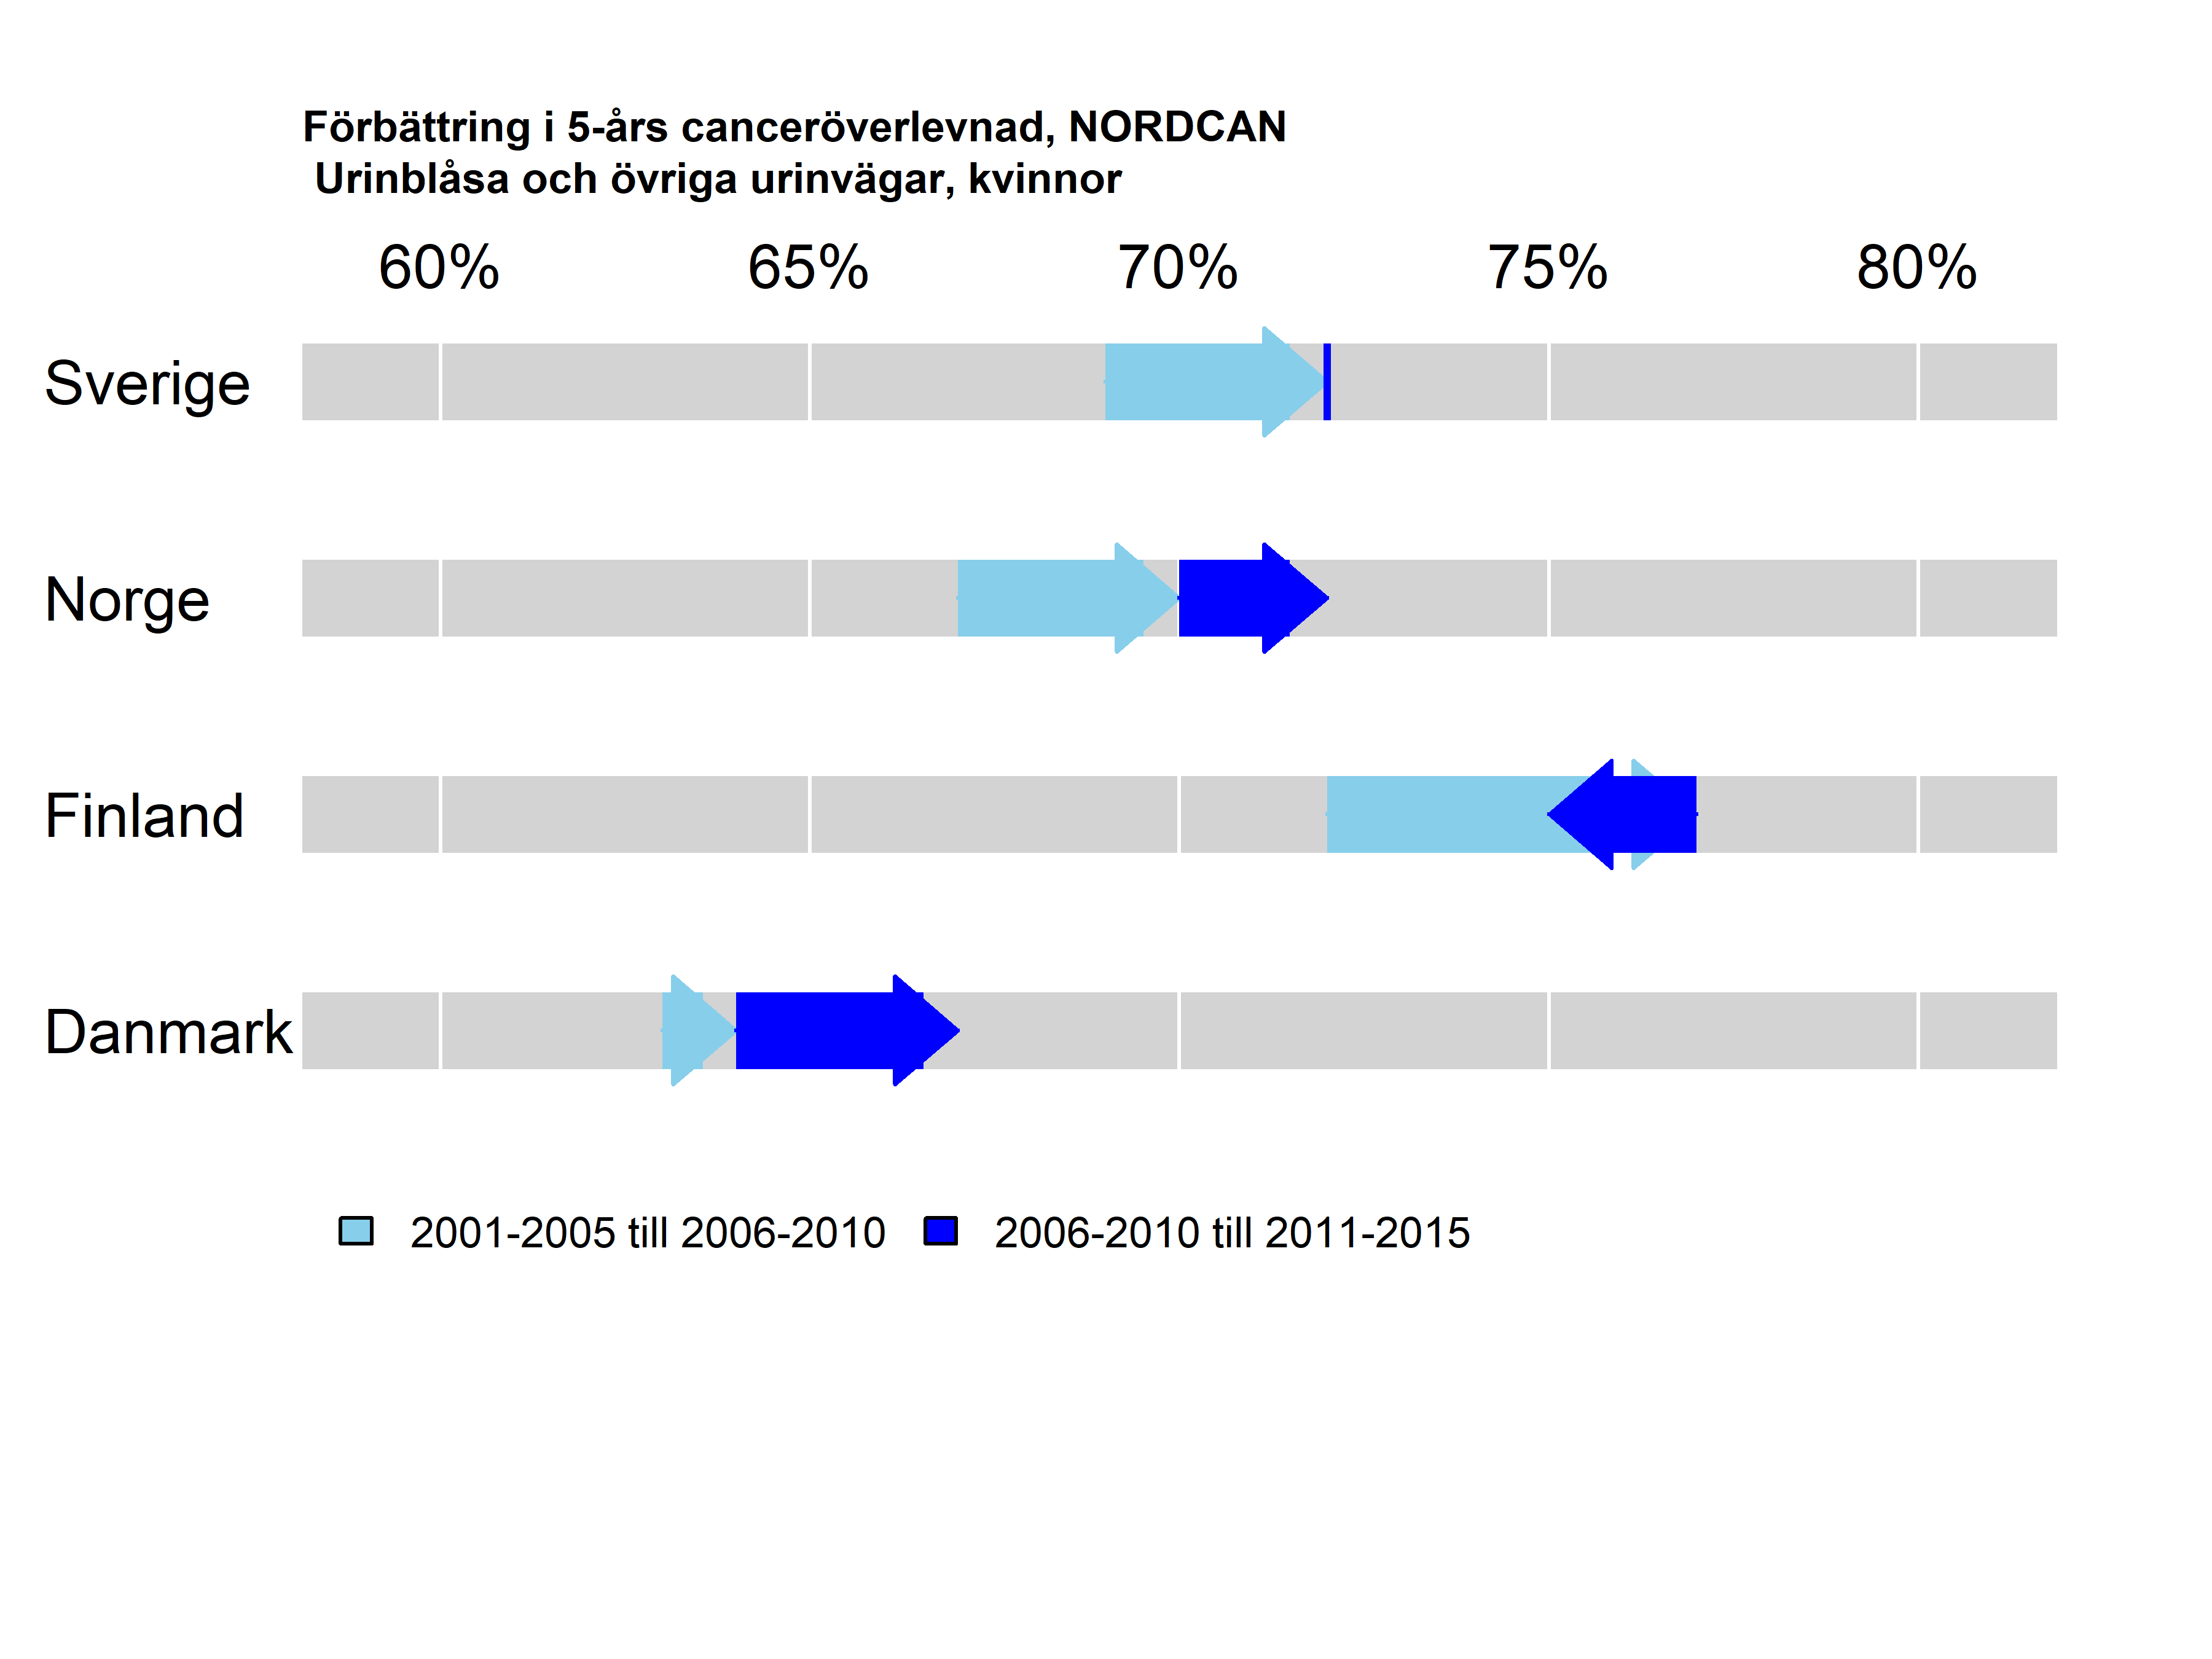 Förbättring i 5-års canceröverlevnad, NORDCAN
Urinblåsa och övriga urinvägar, kvinnor
60% 65% 70% 75% 80%
Sverige
Norge
Finland
Danmark
2001-2005 till 2006-2010 2006-2010 till 2011-2015